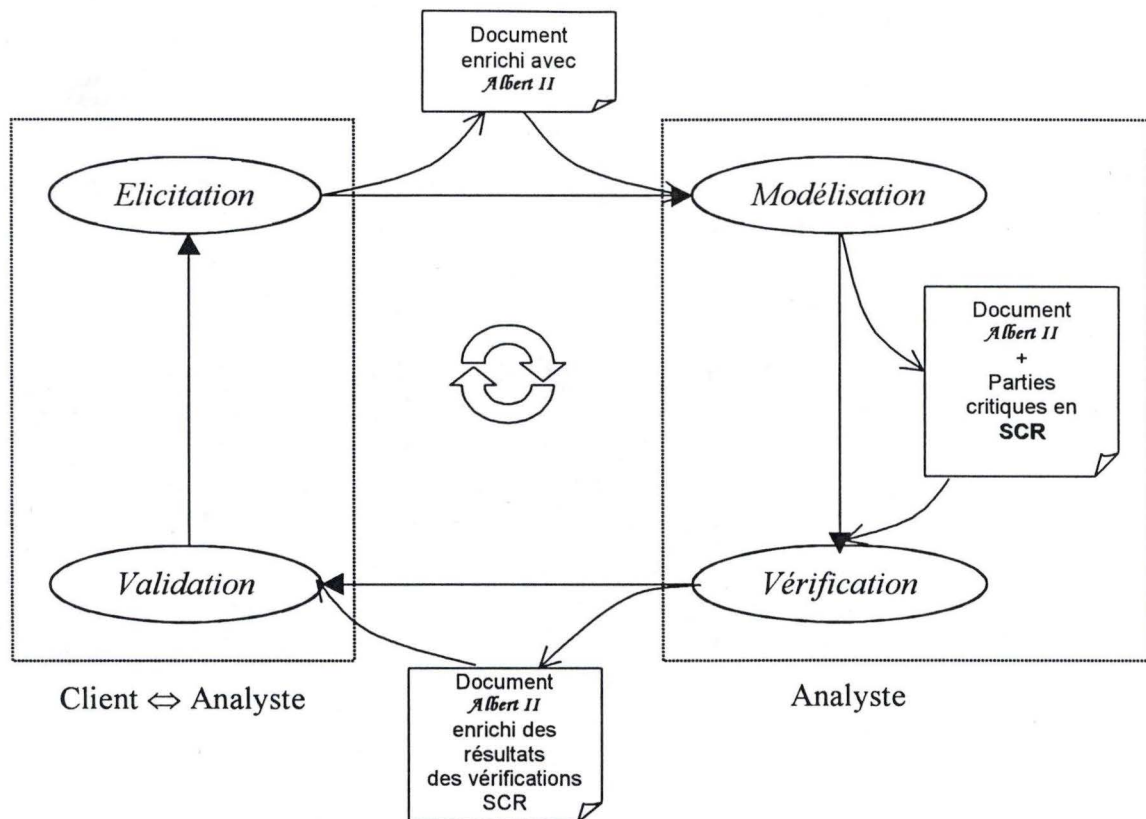 Document
enrichi avec
Albert II
Elicitation
Modélisation
Document
Albert II
+
Parties
critiques en
SCR
Validation
Vérification
Client ⇔ Analyste
Analyste
Document
Albert II
enrichi des
résultats
des vérifications
SCR